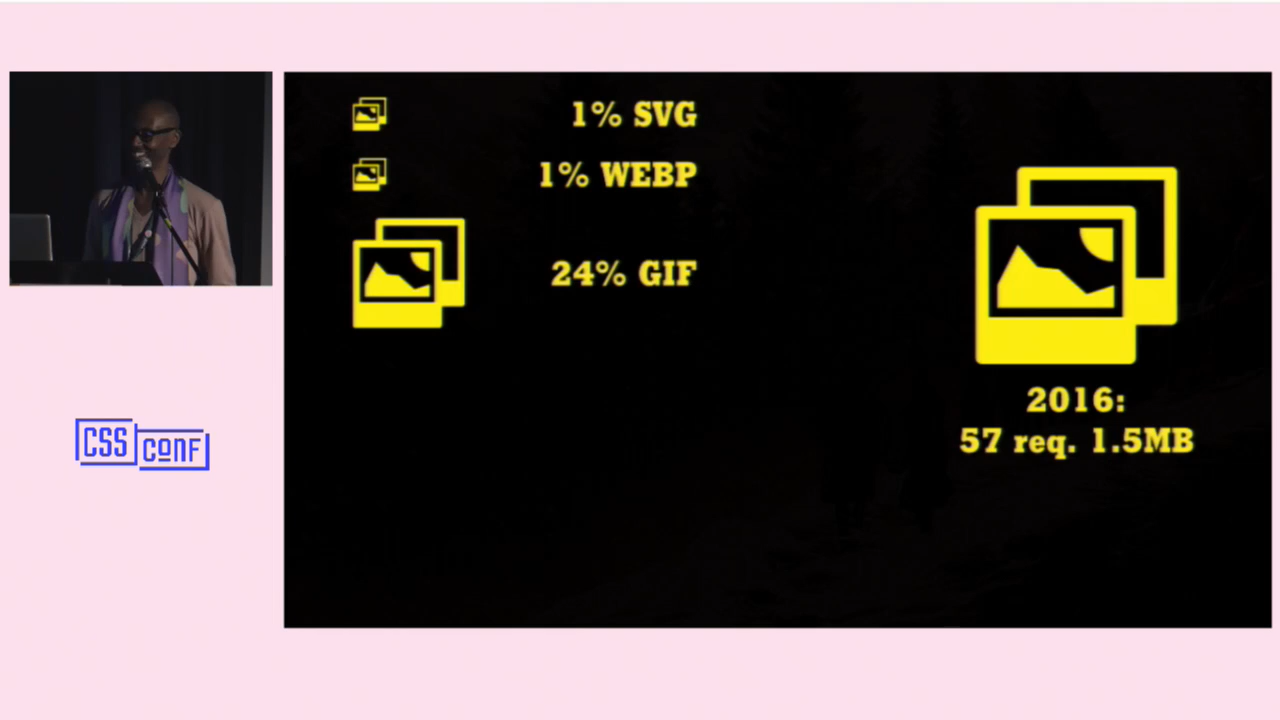 1% SVG
1% WEBP
24% GIF
2016:
57 req. 1.5MB
CSS
CONF